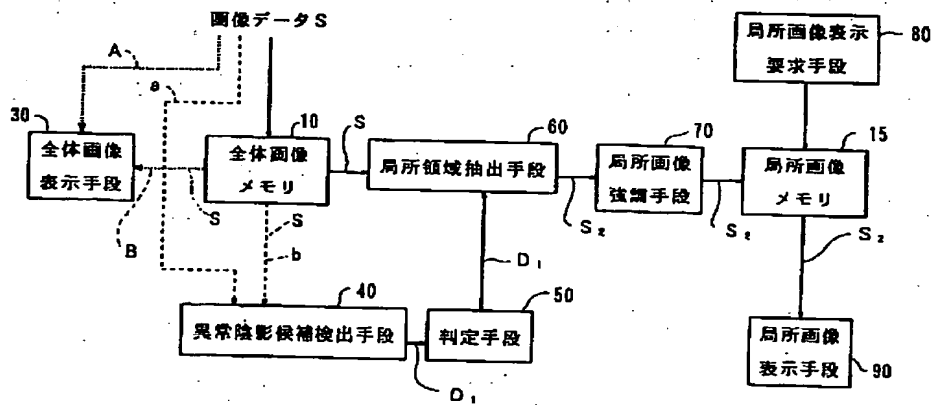 画像データS
A
a
30
全体画像
表示手段
B
S
10
全体画像
メモリ
S
S
b
60
局所領域抽出手段
S₂
70
局所画像
強調手段
S₂
80
局所画像表示
要求手段
15
局所画像
メモリ
S₂
40
異常陰影候補検出手段
D₁
50
判定手段
D₁
局所画像
表示手段
90